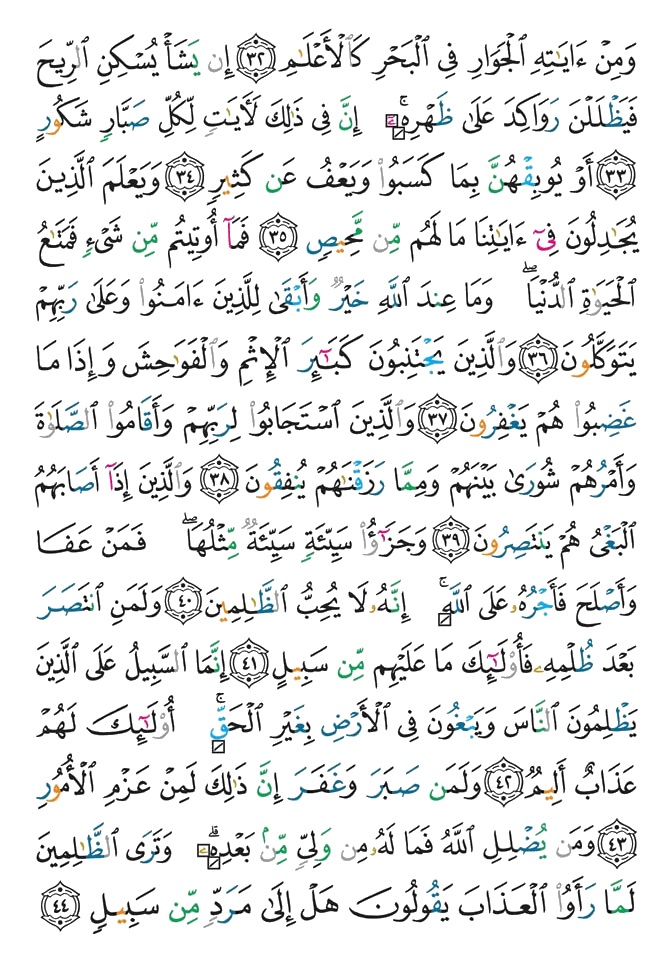 وَمِنْ ءَايَٰتِهِ ٱلْجَوَارِ فِى ٱلْبَحْرِ كَٱلْأَعْلَٰمِ ٣٢ إِن يَشَأْ يُسْكِنِ ٱلرِّيحَ
فَيَظْلَلْنَ رَوَاكِدَ عَلَىٰ ظَهْرِهِۦٓ ۚ إِنَّ فِى ذَٰلِكَ لَـَٔايَٰتٍ لِّكُلِّ صَبَّارٍ شَكُورٍ
٣٣ أَوْ يُوبِقْهُنَّ بِمَا كَسَبُوا۟ وَيَعْفُ عَن كَثِيرٍ ٣٤ وَيَعْلَمَ ٱلَّذِينَ
يُجَٰدِلُونَ فِىٓ ءَايَٰتِنَا مَا لَهُم مِّن مَّحِيصٍ ٣٥ فَمَآ أُوتِيتُم مِّن شَىْءٍ فَمَتَٰعُ
ٱلْحَيَوٰةِ ٱلدُّنْيَا ۖ وَمَا عِندَ ٱللَّهِ خَيْرٌ وَأَبْقَىٰ لِلَّذِينَ ءَامَنُوا۟ وَعَلَىٰ رَبِّهِمْ
يَتَوَكَّلُونَ ٣٦ وَٱلَّذِينَ يَجْتَنِبُونَ كَبَٰٓئِرَ ٱلْإِثْمِ وَٱلْفَوَٰحِشَ وَإِذَا مَا
غَضِبُوا۟ هُمْ يَغْفِرُونَ ٣٧ وَٱلَّذِينَ ٱسْتَجَابُوا۟ لِرَبِّهِمْ وَأَقَامُوا۟ ٱلصَّلَوٰةَ
وَأَمْرُهُمْ شُورَىٰ بَيْنَهُمْ وَمِمَّا رَزَقْنَٰهُمْ يُنفِقُونَ ٣٨ وَٱلَّذِينَ إِذَآ أَصَابَهُمُ
ٱلْبَغْىُ هُمْ يَنتَصِرُونَ ٣٩ وَجَزَٰٓؤُا۟ سَيِّئَةٍ سَيِّئَةٌ مِّثْلُهَا ۖ فَمَنْ عَفَا
وَأَصْلَحَ فَأَجْرُهُۥ عَلَى ٱللَّهِ ۚ إِنَّهُۥ لَا يُحِبُّ ٱلظَّٰلِمِينَ ٤٠ وَلَمَنِ ٱنتَصَرَ
بَعْدَ ظُلْمِهِۦ فَأُو۟لَٰٓئِكَ مَا عَلَيْهِم مِّن سَبِيلٍ ٤١ إِنَّمَا ٱلسَّبِيلُ عَلَى ٱلَّذِينَ
يَظْلِمُونَ ٱلنَّاسَ وَيَبْغُونَ فِى ٱلْأَرْضِ بِغَيْرِ ٱلْحَقِّ ۚ أُو۟لَٰٓئِكَ لَهُمْ
عَذَابٌ أَلِيمٌ ٤٢ وَلَمَن صَبَرَ وَغَفَرَ إِنَّ ذَٰلِكَ لَمِنْ عَزْمِ ٱلْأُمُورِ
٤٣ وَمَن يُضْلِلِ ٱللَّهُ فَمَا لَهُۥ مِن وَلِىٍّ مِّنۢ بَعْدِهِۦ ۗ وَتَرَى ٱلظَّٰلِمِينَ
لَمَّا رَأَوُا۟ ٱلْعَذَابَ يَقُولُونَ هَلْ إِلَىٰ مَرَدٍّ مِّن سَبِيلٍ ٤٤